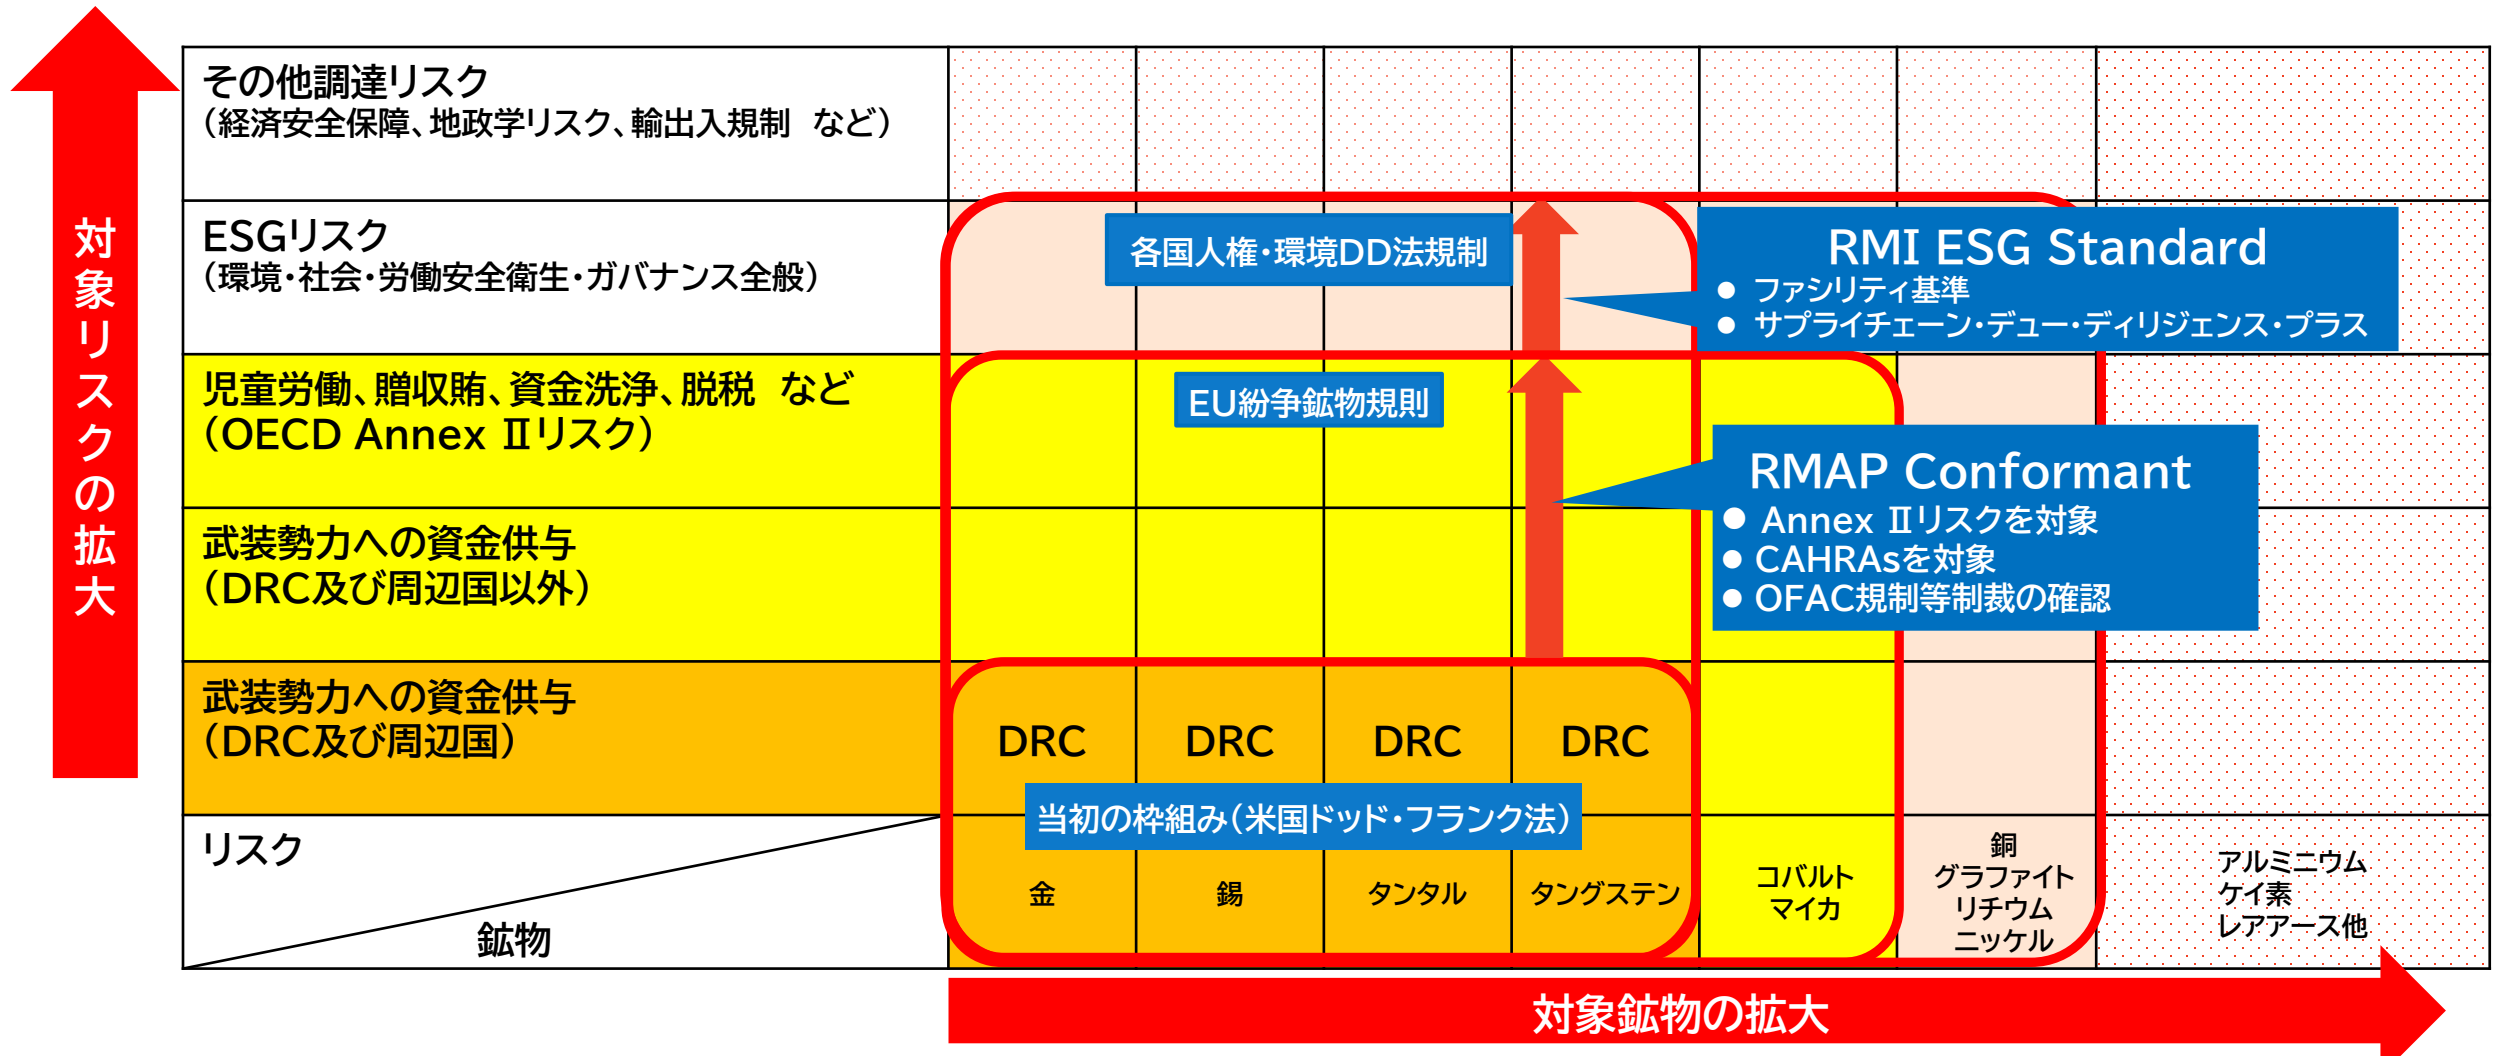 対象リスクの拡大
その他調達リスク
（経済安全保障、地政学リスク、輸出入規制　など）
ESGリスク
（環境・社会・労働安全衛生・ガバナンス全般）
各国人権・環境DD法規制
RMI ESG Standard
● ファシリティ基準
● サプライチェーン・デュー・ディリジェンス・プラス
児童労働、贈収賄、資金洗浄、脱税　など
（OECD Annex Ⅱリスク）
EU紛争鉱物規則
RMAP Conformant
● Annex Ⅱリスクを対象
● CAHRAsを対象
● OFAC規制等制裁の確認
武装勢力への資金供与
（DRC及び周辺国以外）
武装勢力への資金供与
（DRC及び周辺国）
DRC
DRC
DRC
DRC
当初の枠組み（米国ドッド・フランク法）
リスク
鉱物
金
錫
タンタル
タングステン
コバルト
マイカ
銅
グラファイト
リチウム
ニッケル
アルミニウム
ケイ素
レアアース他
対象鉱物の拡大